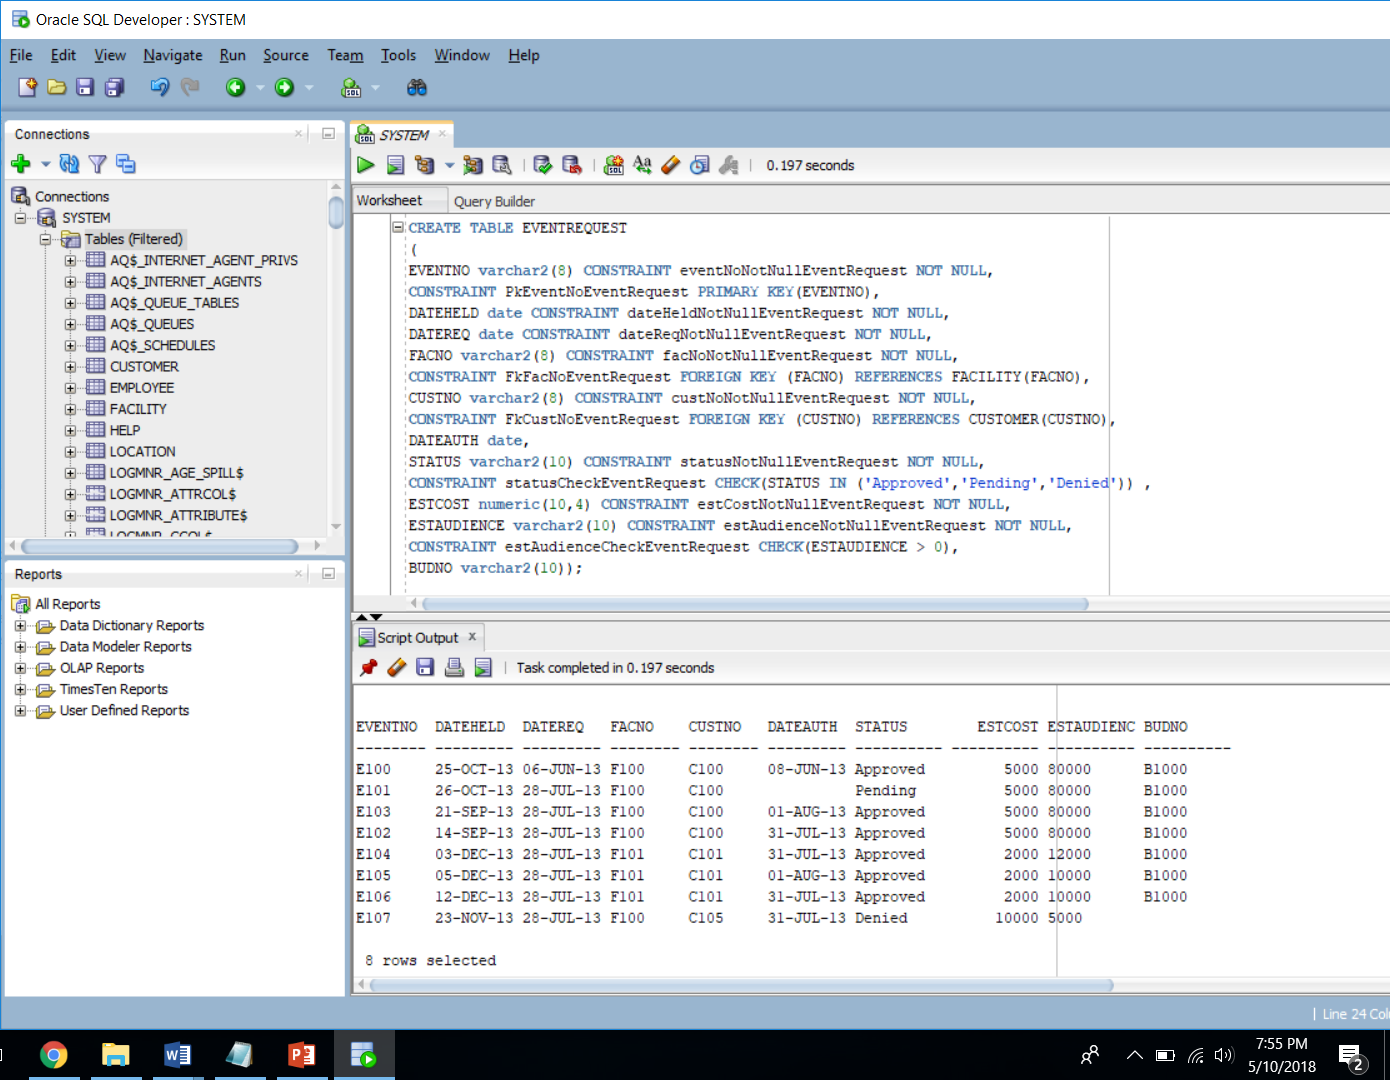 Oracle SQL Developer : SYSTEM
File Edit View Navigate Run Source Team Tools Window Help
Connections
SYSTEM
0.197 seconds
Worksheet
Query Builder
Connections
SYSTEM
Tables (Filtered)
AQ$_INTERNET_AGENT_PRIVS
AQ$_INTERNET_AGENTS
AQ$_QUEUE_TABLES
AQ$_QUEUES
AQ$_SCHEDULES
CUSTOMER
EMPLOYEE
FACILITY
HELP
LOCATION
LOGMNR_AGE_SPILL$
LOGMNR_ATTRCOL$
LOGMNR_ATTRIBUTE$
LOGMNR_CCOL$
CREATE TABLE EVENTREQUEST
(
EVENTNO varchar2(8) CONSTRAINT eventNoNotNullEventRequest NOT NULL,
CONSTRAINT PkEventNoEventRequest PRIMARY KEY(EVENTNO),
DATEHELD date CONSTRAINT dateHeldNotNullEventRequest NOT NULL,
DATEREQ date CONSTRAINT dateReqNotNullEventRequest NOT NULL,
FACNO varchar2(8) CONSTRAINT facNoNotNullEventRequest NOT NULL,
CONSTRAINT FkFacNoEventRequest FOREIGN KEY (FACNO) REFERENCES FACILITY(FACNO),
CUSTNO varchar2(8) CONSTRAINT custNoNotNullEventRequest NOT NULL,
CONSTRAINT FkCustNoEventRequest FOREIGN KEY (CUSTNO) REFERENCES CUSTOMER(CUSTNO),
DATEAUTH date,
STATUS varchar2(10) CONSTRAINT statusNotNullEventRequest NOT NULL,
CONSTRAINT statusCheckEventRequest CHECK(STATUS IN ('Approved','Pending','Denied')) ,
ESTCOST numeric(10,4) CONSTRAINT estCostNotNullEventRequest NOT NULL,
ESTAUDIENCE varchar2(10) CONSTRAINT estAudienceNotNullEventRequest NOT NULL,
CONSTRAINT estAudienceCheckEventRequest CHECK(ESTAUDIENCE > 0),
BUDNO varchar2(10));
Reports
All Reports
Data Dictionary Reports
Data Modeler Reports
OLAP Reports
TimesTen Reports
User Defined Reports
Script Output
Task completed in 0.197 seconds
EVENTNO DATEHELD DATEREQ FACNO CUSTNO DATEAUTH STATUS ESTCOST ESTAUDIENC BUDNO
-------- --------- --------- -------- -------- --------- ---------- ---------- ---------- ----------
E100 25-OCT-13 06-JUN-13 F100 C100 08-JUN-13 Approved 5000 80000 B1000
E101 26-OCT-13 28-JUL-13 F100 C100 Pending 5000 80000 B1000
E103 21-SEP-13 28-JUL-13 F100 C100 01-AUG-13 Approved 5000 80000 B1000
E102 14-SEP-13 28-JUL-13 F100 C100 31-JUL-13 Approved 5000 80000 B1000
E104 03-DEC-13 28-JUL-13 F101 C101 31-JUL-13 Approved 2000 12000 B1000
E105 05-DEC-13 28-JUL-13 F101 C101 01-AUG-13 Approved 2000 10000 B1000
E106 12-DEC-13 28-JUL-13 F101 C101 31-JUL-13 Approved 2000 10000 B1000
E107 23-NOV-13 28-JUL-13 F100 C105 31-JUL-13 Denied 10000 5000
8 rows selected
Line 24 Col
7:55 PM
5/10/2018
2